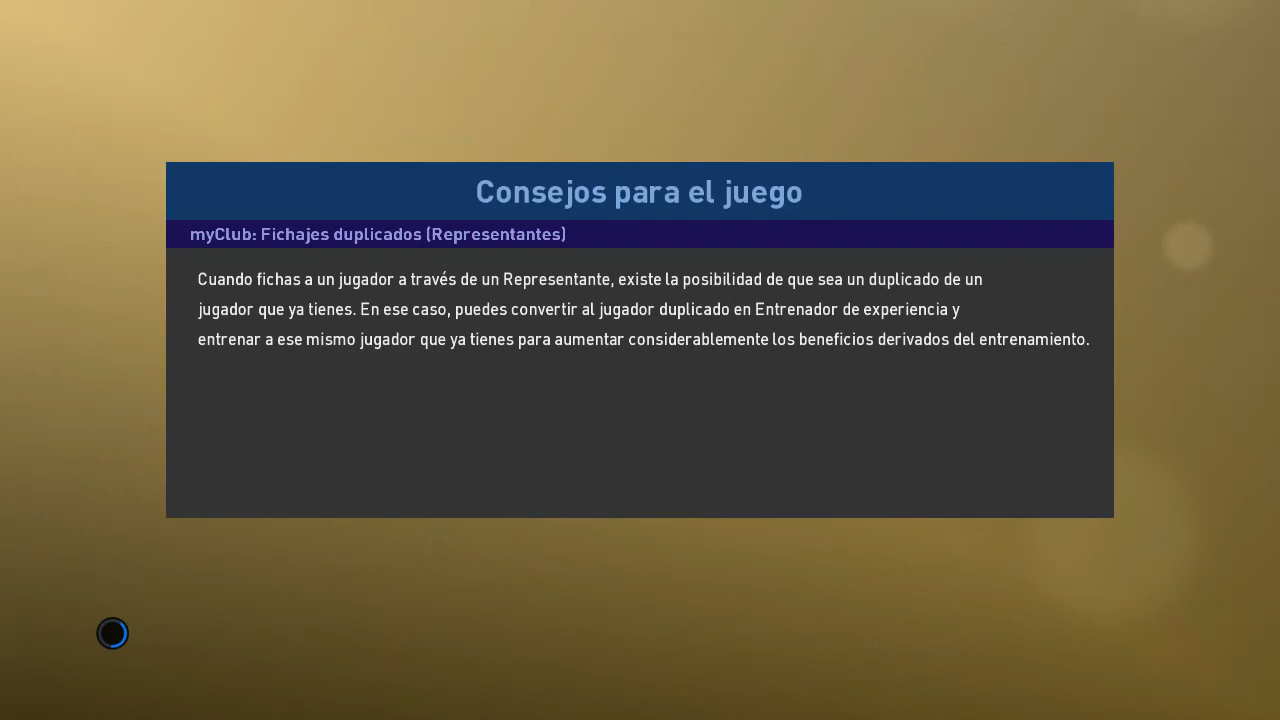 Consejos para el juego
myClub: Fichajes duplicados (Representantes)
Cuando fichas a un jugador a través de un Representante, existe la posibilidad de que sea un duplicado de un
jugador que ya tienes. En ese caso, puedes convertir al jugador duplicado en Entrenador de experiencia y
entrenar a ese mismo jugador que ya tienes para aumentar considerablemente los beneficios derivados del entrenamiento.